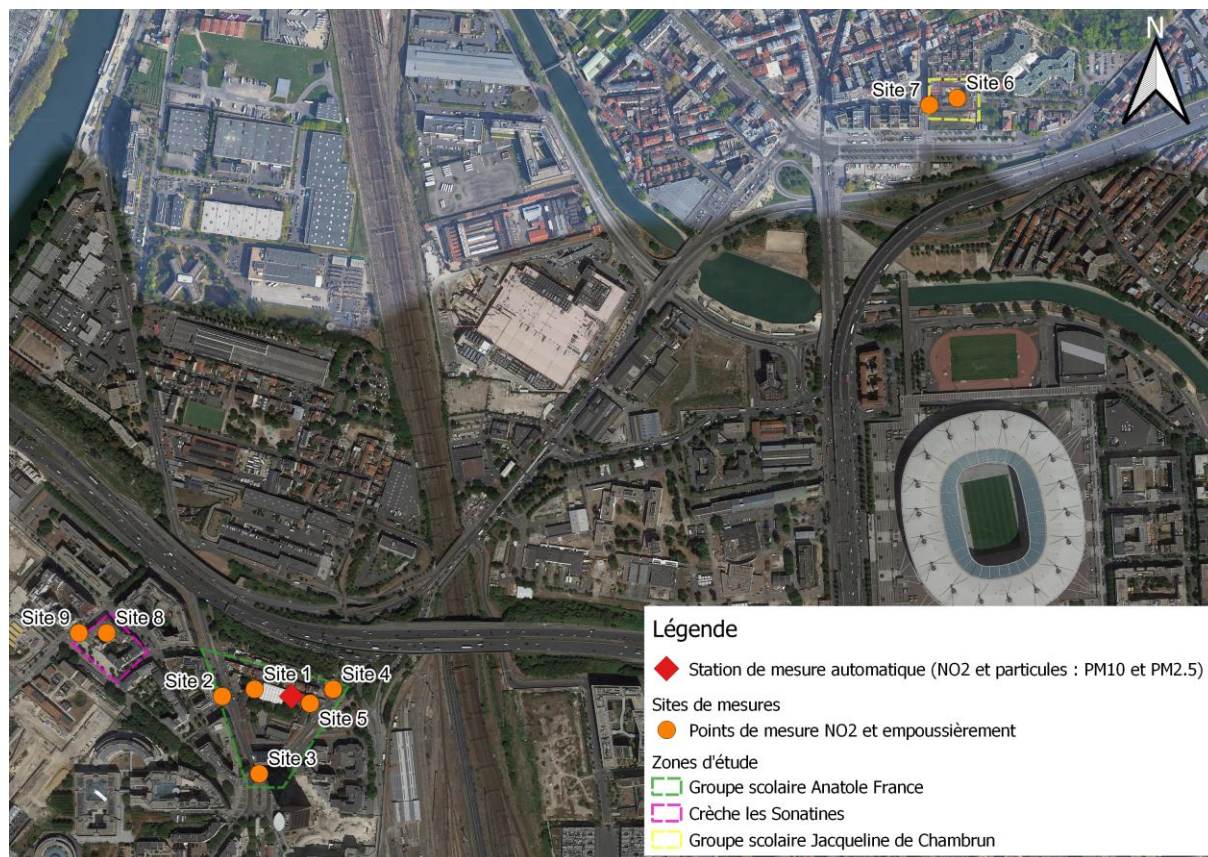 N
Site 7
Site 6
Site 9
Site 8
Site 1
Site 4
Site 2
Site 5
Site 3
Légende
Station de mesure automatique (NO2 et particules : PM10 et PM2.5)
Sites de mesures
Points de mesure NO2 et empoussièrement
Zones d'étude
Groupe scolaire Anatole France
Crèche les Sonatines
Groupe scolaire Jacqueline de Chambrun